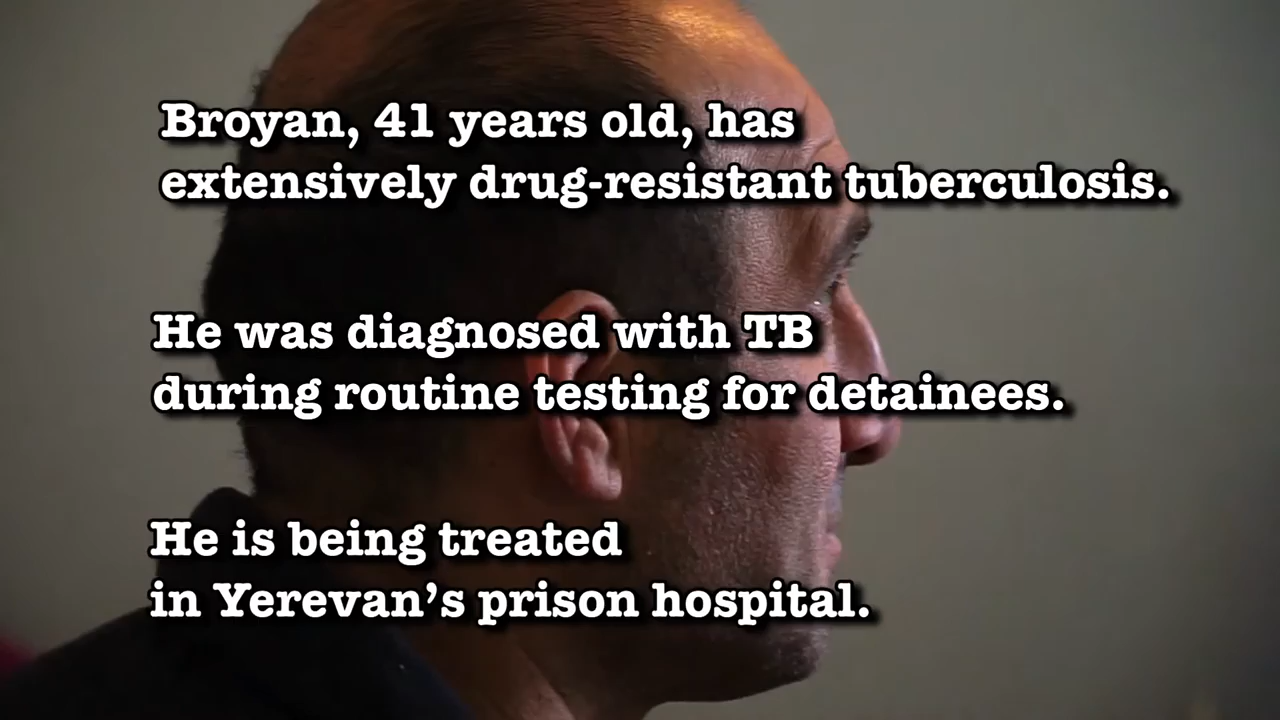 Broyan, 41 years old, has
extensively drug-resistant tuberculosis.
He was diagnosed with TB
during routine testing for detainees.
He is being treated
in Yerevan’s prison hospital.